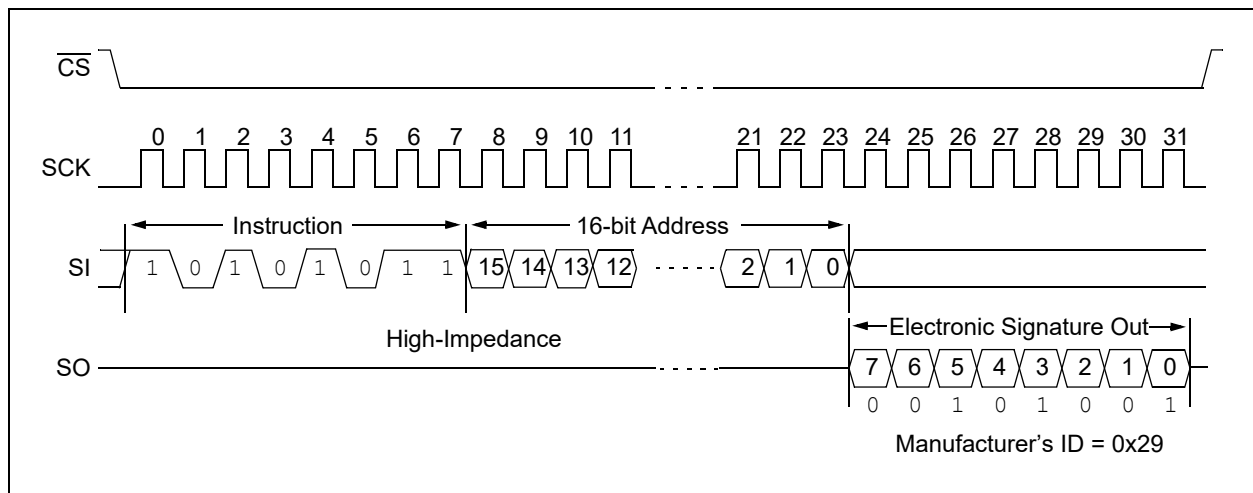 CS
0 1 2 3 4 5 6 7 8 9 10 11 21 22 23 24 25 26 27 28 29 30 31
SCK
Instruction 16-bit Address
SI 1 0 1 0 1 0 1 1 15 14 13 12 2 1 0
High-Impedance Electronic Signature Out
SO 7 6 5 4 3 2 1 0
0 0 1 0 1 0 0 1
Manufacturer’s ID = 0x29